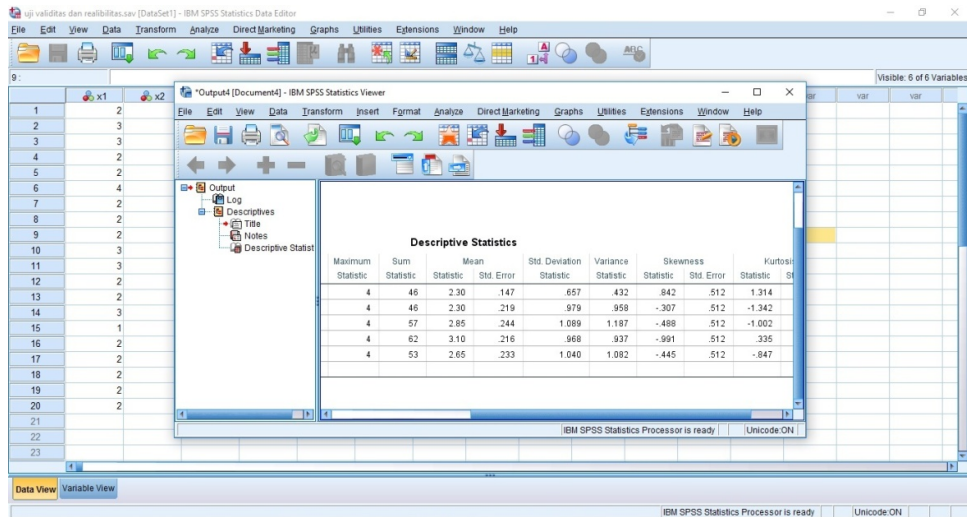 uji validitas dan realibilitas.sav [DataSet1] - IBM SPSS Statistics Data Editor
File Edit View Data Transform Analyze Direct Marketing Graphs Utilities Extensions Window Help
9 :
Visible: 6 of 6 Variables
x1 x2 var var var
1 2
2 3
3 3
4 2
5 2
6 4
7 2
8 2
9 2
10 3
11 3
12 2
13 2
14 3
15 1
16 2
17 2
18 2
19 2
20 2
21
22
23
*Output4 [Document4] - IBM SPSS Statistics Viewer
File Edit View Data Transform Insert Format Analyze Direct Marketing Graphs Utilities Extensions Window Help
Output
Log
Descriptives
Title
Notes
Descriptive Statist
Descriptive Statistics
Maximum Sum Mean Std. Deviation Variance Skewness Kurtosis
Statistic Statistic Statistic Std. Error Statistic Statistic Statistic Std. Error Statistic St
4 46 2.30 .147 .657 .432 .842 .512 1.314
4 46 2.30 .219 .979 .958 -.307 .512 -1.342
4 57 2.85 .244 1.089 1.187 -.488 .512 -1.002
4 62 3.10 .216 .968 .937 -.991 .512 .335
4 53 2.65 .233 1.040 1.082 -.445 .512 -.847
IBM SPSS Statistics Processor is ready Unicode:ON
Data View Variable View
IBM SPSS Statistics Processor is ready Unicode:ON